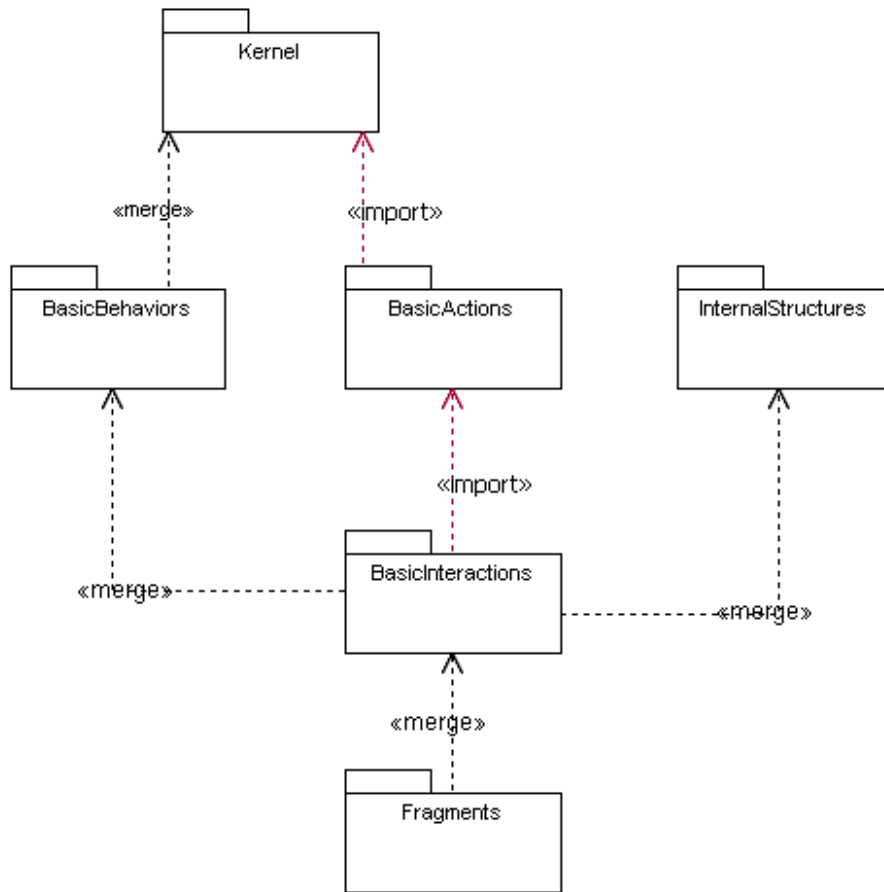 Kernel
«merge»
«import»
BasicBehaviors
BasicActions
InternalStructures
«import»
BasicInteractions
«merge»
«merge»
«merge»
Fragments